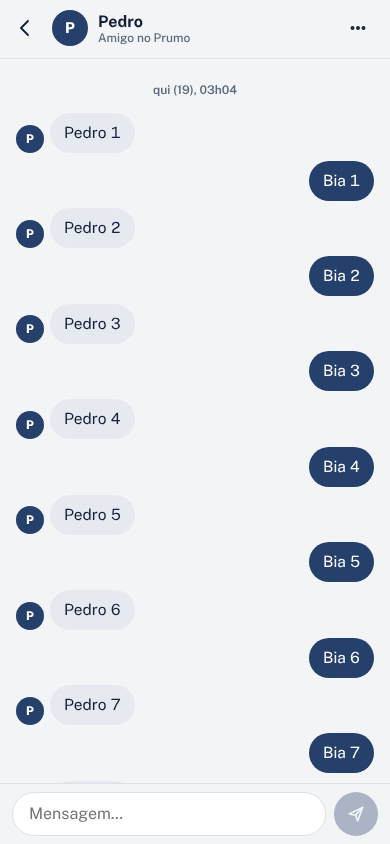 P
Pedro
Amigo no Prumo
qui (19), 03h04
P
Pedro 1
Bia 1
P
Pedro 2
Bia 2
P
Pedro 3
Bia 3
P
Pedro 4
Bia 4
P
Pedro 5
Bia 5
P
Pedro 6
Bia 6
P
Pedro 7
Bia 7
Mensagem...